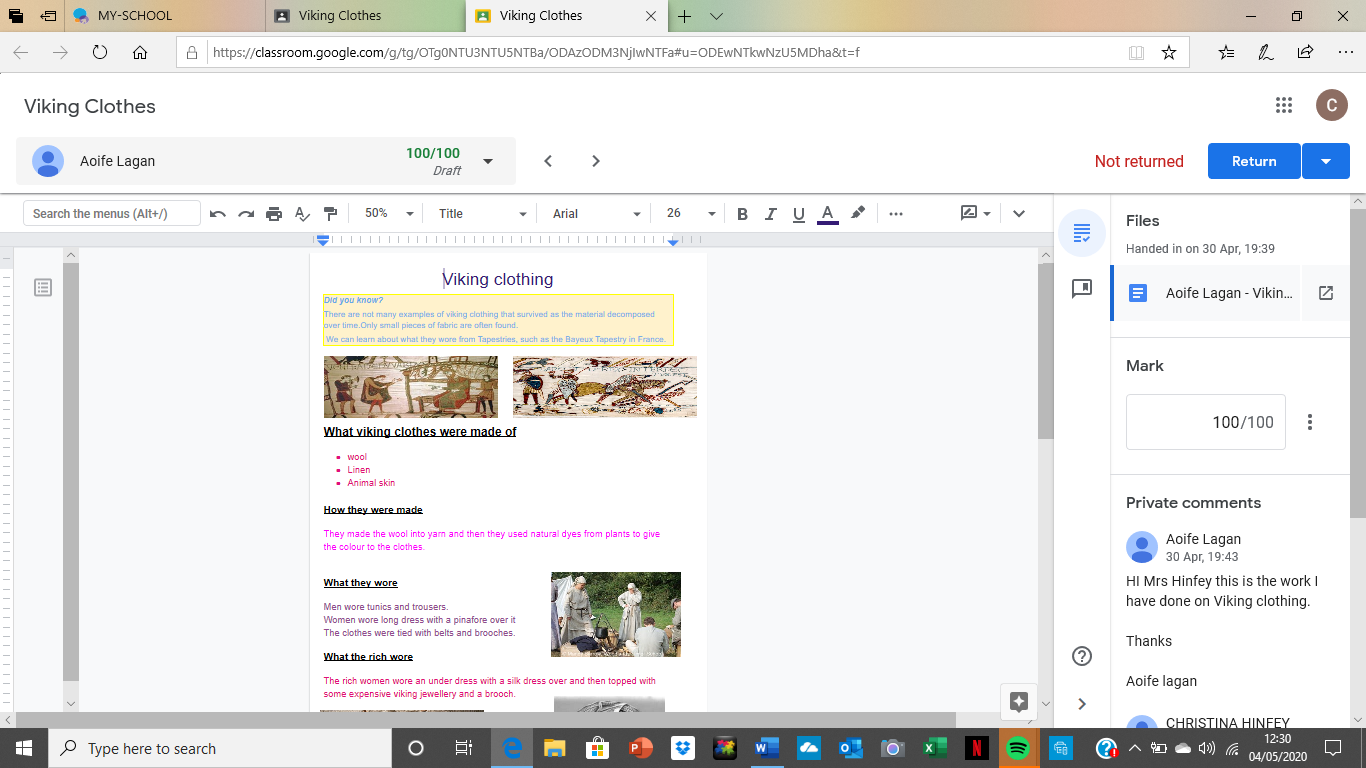 MY-SCHOOL
Viking Clothes
Viking Clothes
https://classroom.google.com/g/tg/OTg0NTU3NTU5NTBa/ODAzODM3NjIwNTFa#u=ODEwNTkwNzU5MDha&t=f
Viking Clothes
C
Aoife Lagan
100/100
Draft
Not returned
Return
Search the menus (Alt+/)
50%
Title
Arial
26
B I U A
Files
Handed in on 30 Apr, 19:39
Aoife Lagan - Vikin...
Mark
100/100
Private comments
Aoife Lagan
30 Apr, 19:43
HI Mrs Hinfey this is the work I
have done on Viking clothing.
Thanks
Aoife lagan
CHRISTINA HINFEY
Viking clothing
Did you know?
There are not many examples of viking clothing that survived as the material decomposed
over time.Only small pieces of fabric are often found.
We can learn about what they wore from Tapestries, such as the Bayeux Tapestry in France.
What viking clothes were made of
wool
Linen
Animal skin
How they were made
They made the wool into yarn and then they used natural dyes from plants to give
the colour to the clothes.
What they wore
Men wore tunics and trousers.
Women wore long dress with a pinafore over it
The clothes were tied with belts and brooches.
What the rich wore
The rich women wore an under dress with a silk dress over and then topped with
some expensive viking jewellery and a brooch.
Type here to search
12:30
04/05/2020